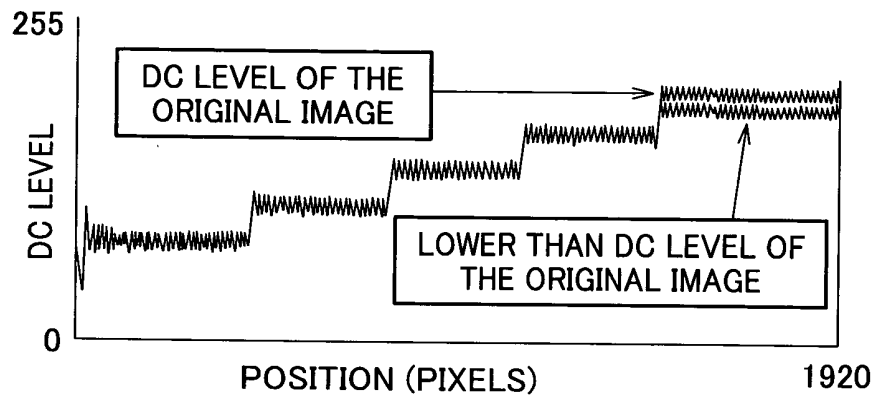 255
DC LEVEL OF THE
ORIGINAL IMAGE
DC LEVEL
LOWER THAN DC LEVEL OF
THE ORIGINAL IMAGE
0
POSITION (PIXELS)
1920